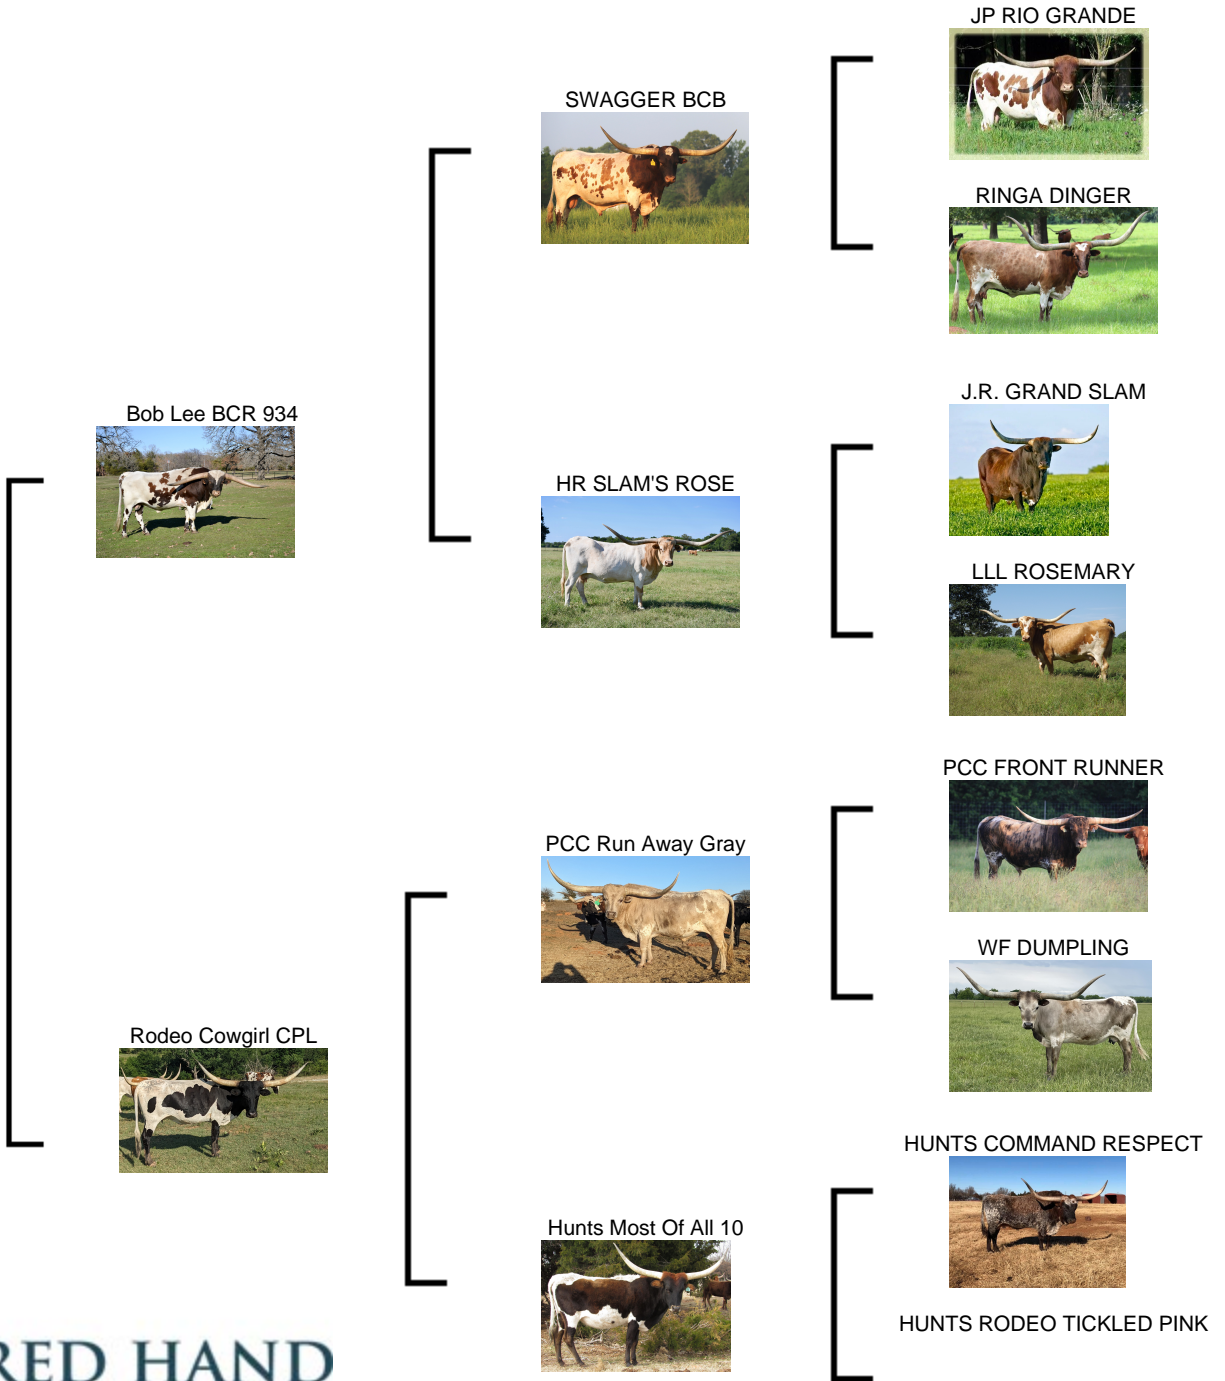 JP RIO GRANDE
SWAGGER BCB
RINGA DINGER
J.R. GRAND SLAM
Bob Lee BCR 934
HR SLAM'S ROSE
LLL ROSEMARY
PCC FRONT RUNNER
PCC Run Away Gray
WF DUMPLING
Rodeo Cowgirl CPL
HUNTS COMMAND RESPECT
Hunts Most Of All 10
HUNTS RODEO TICKLED PINK
RED HAND